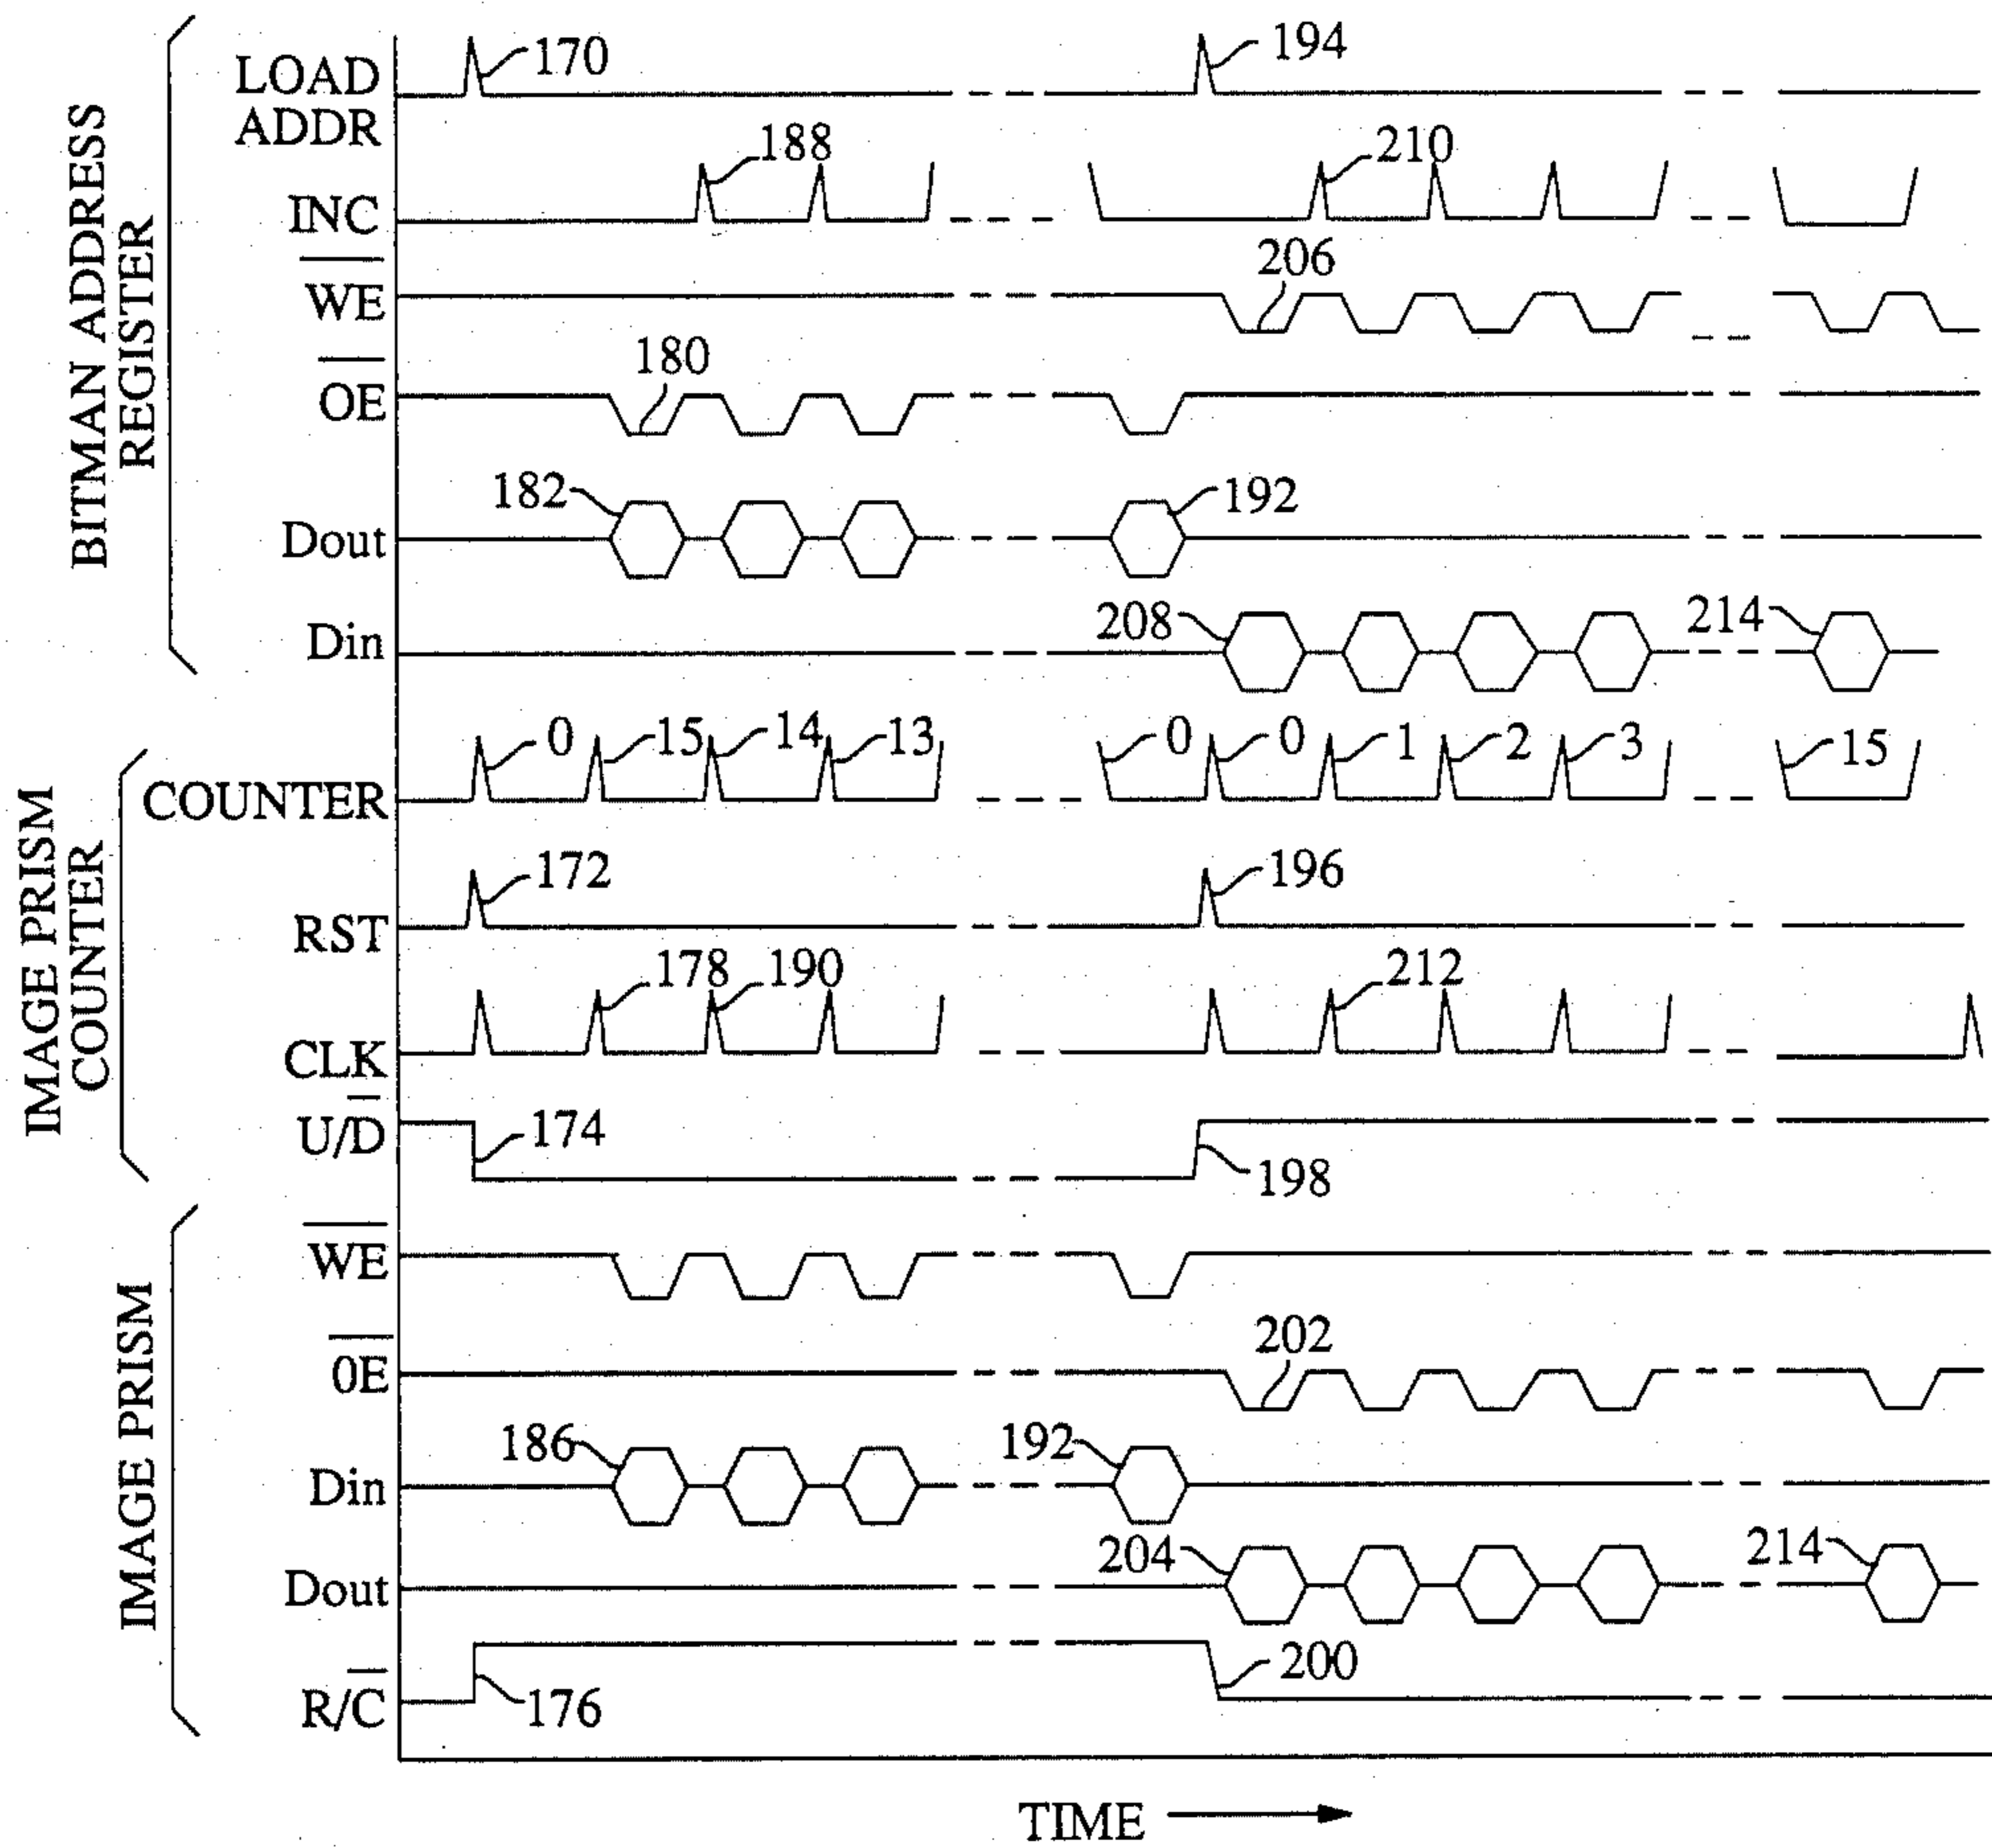 BITMAN ADDRESS
REGISTER
LOAD
ADDR
170
194
INC
188
210
WE
206
OE
180
Dout
182
192
Din
208
214
IMAGE PRISM
COUNTER
COUNTER
0
15
14
13
0
0
1
2
3
15
RST
172
196
CLK
178
190
212
U/D
174
198
IMAGE PRISM
WE
0E
202
Din
186
192
Dout
204
214
R/C
176
200
TIME